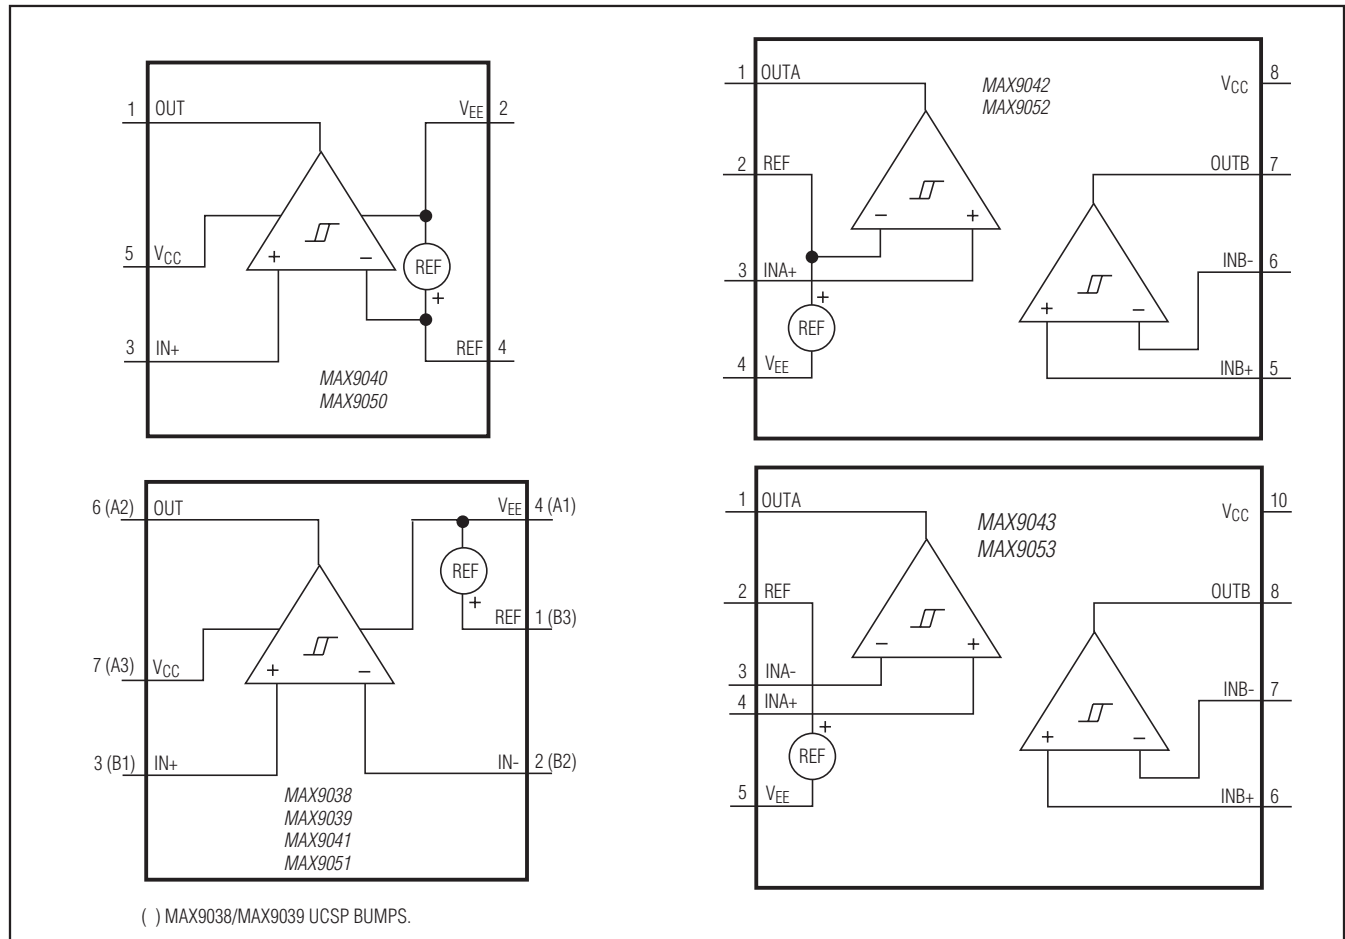 1 OUT
VEE 2
5 VCC
+ −
REF
+
3 IN+
REF 4
MAX9040
MAX9050
1 OUTA
MAX9042
MAX9052
VCC 8
2 REF
OUTB 7
− +
3 INA+
INB- 6
+
REF
+ −
4 VEE
INB+ 5
6 (A2) OUT
VEE 4 (A1)
REF
+
REF 1 (B3)
7 (A3) VCC
+ −
3 (B1) IN+
IN- 2 (B2)
MAX9038
MAX9039
MAX9041
MAX9051
1 OUTA
MAX9043
MAX9053
VCC 10
2 REF
OUTB 8
− +
3 INA-
4 INA+
INB- 7
+
REF
+ −
5 VEE
INB+ 6
( ) MAX9038/MAX9039 UCSP BUMPS.